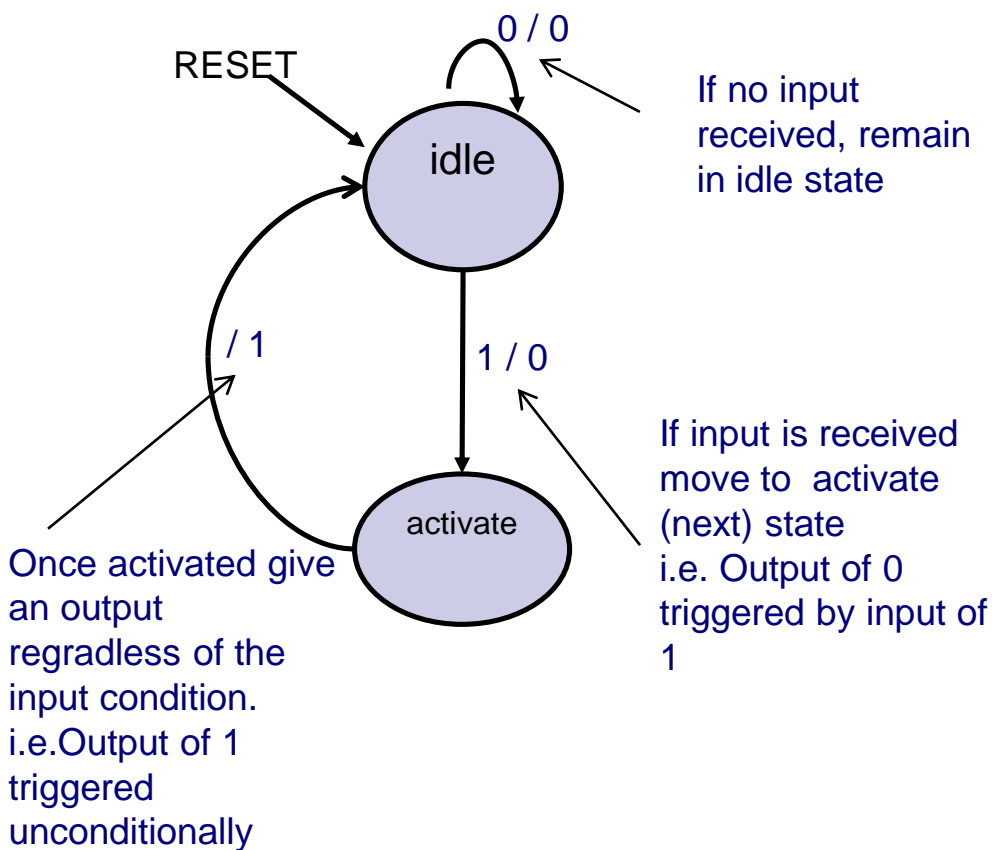 0 / 0
RESET
If no input
received, remain
in idle state
idle
/ 1
1 / 0
If input is received
move to activate
(next) state
i.e. Output of 0
triggered by input of
1
activate
Once activated give
an output
regradless of the
input condition.
i.e.Output of 1
triggered
unconditionally